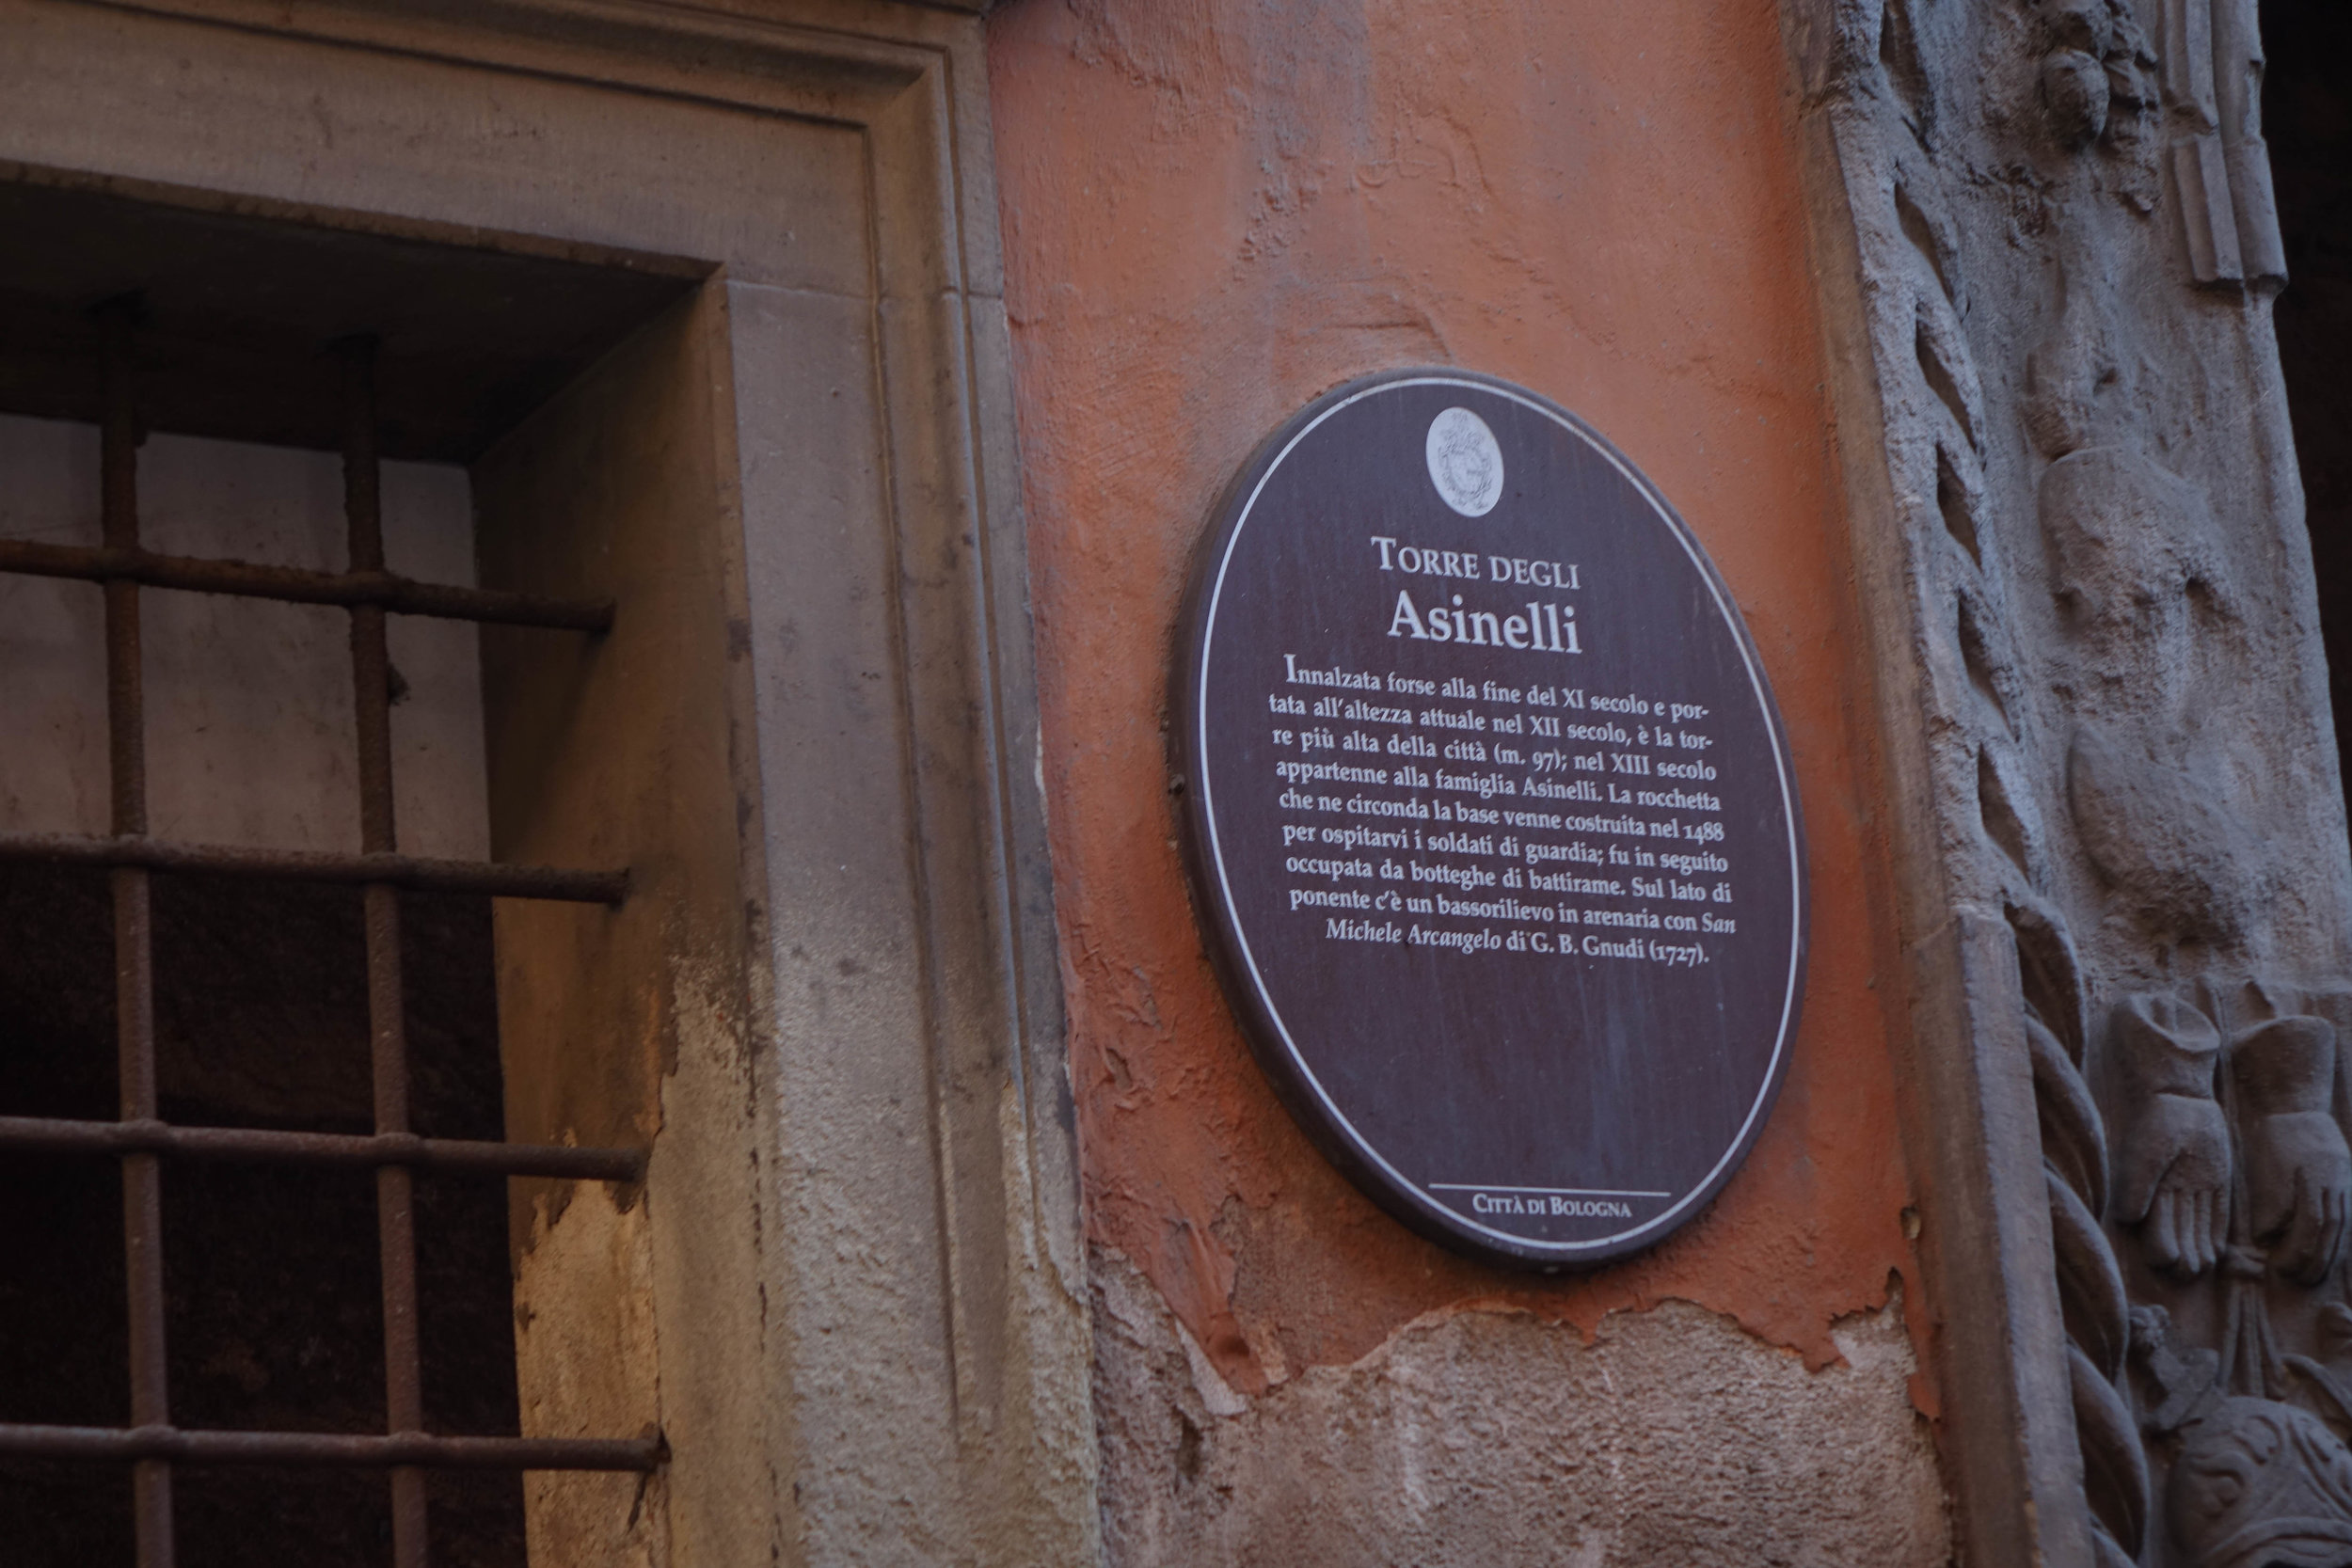 TORRE DEGLI
Asinelli
Innalzata forse alla fine del XI secolo e por-
tata all'altezza attuale nel XII secolo, è la tor-
re più alta della città (m. 97); nel XIII secolo
appartenne alla famiglia Asinelli. La rocchetta
che ne circonda la base venne costruita nel 1488
per ospitarvi i soldati di guardia; fu in seguito
occupata da botteghe di battirame. Sul lato di
ponente c'è un bassorilievo in arenaria con San
Michele Arcangelo di G. B. Gnudi (1727).
CITTÀ DI BOLOGNA